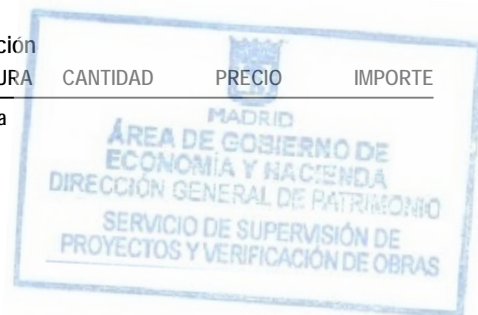 ción
URA CANTIDAD PRECIO IMPORTE
a
MADRID
ÁREA DE GOBIERNO DE
ECONOMÍA Y HACIENDA
DIRECCIÓN GENERAL DE PATRIMONIO
SERVICIO DE SUPERVISIÓN DE
PROYECTOS Y VERIFICACIÓN DE OBRAS